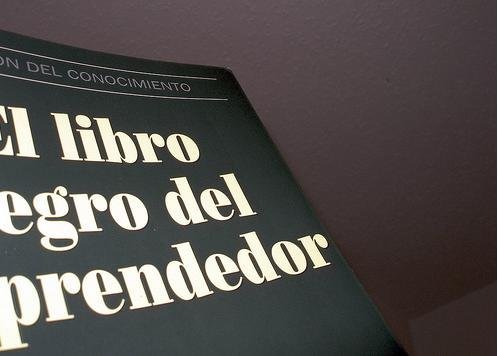 ON DEL CONOCIMIENTO
El libro
egro del
prendedor